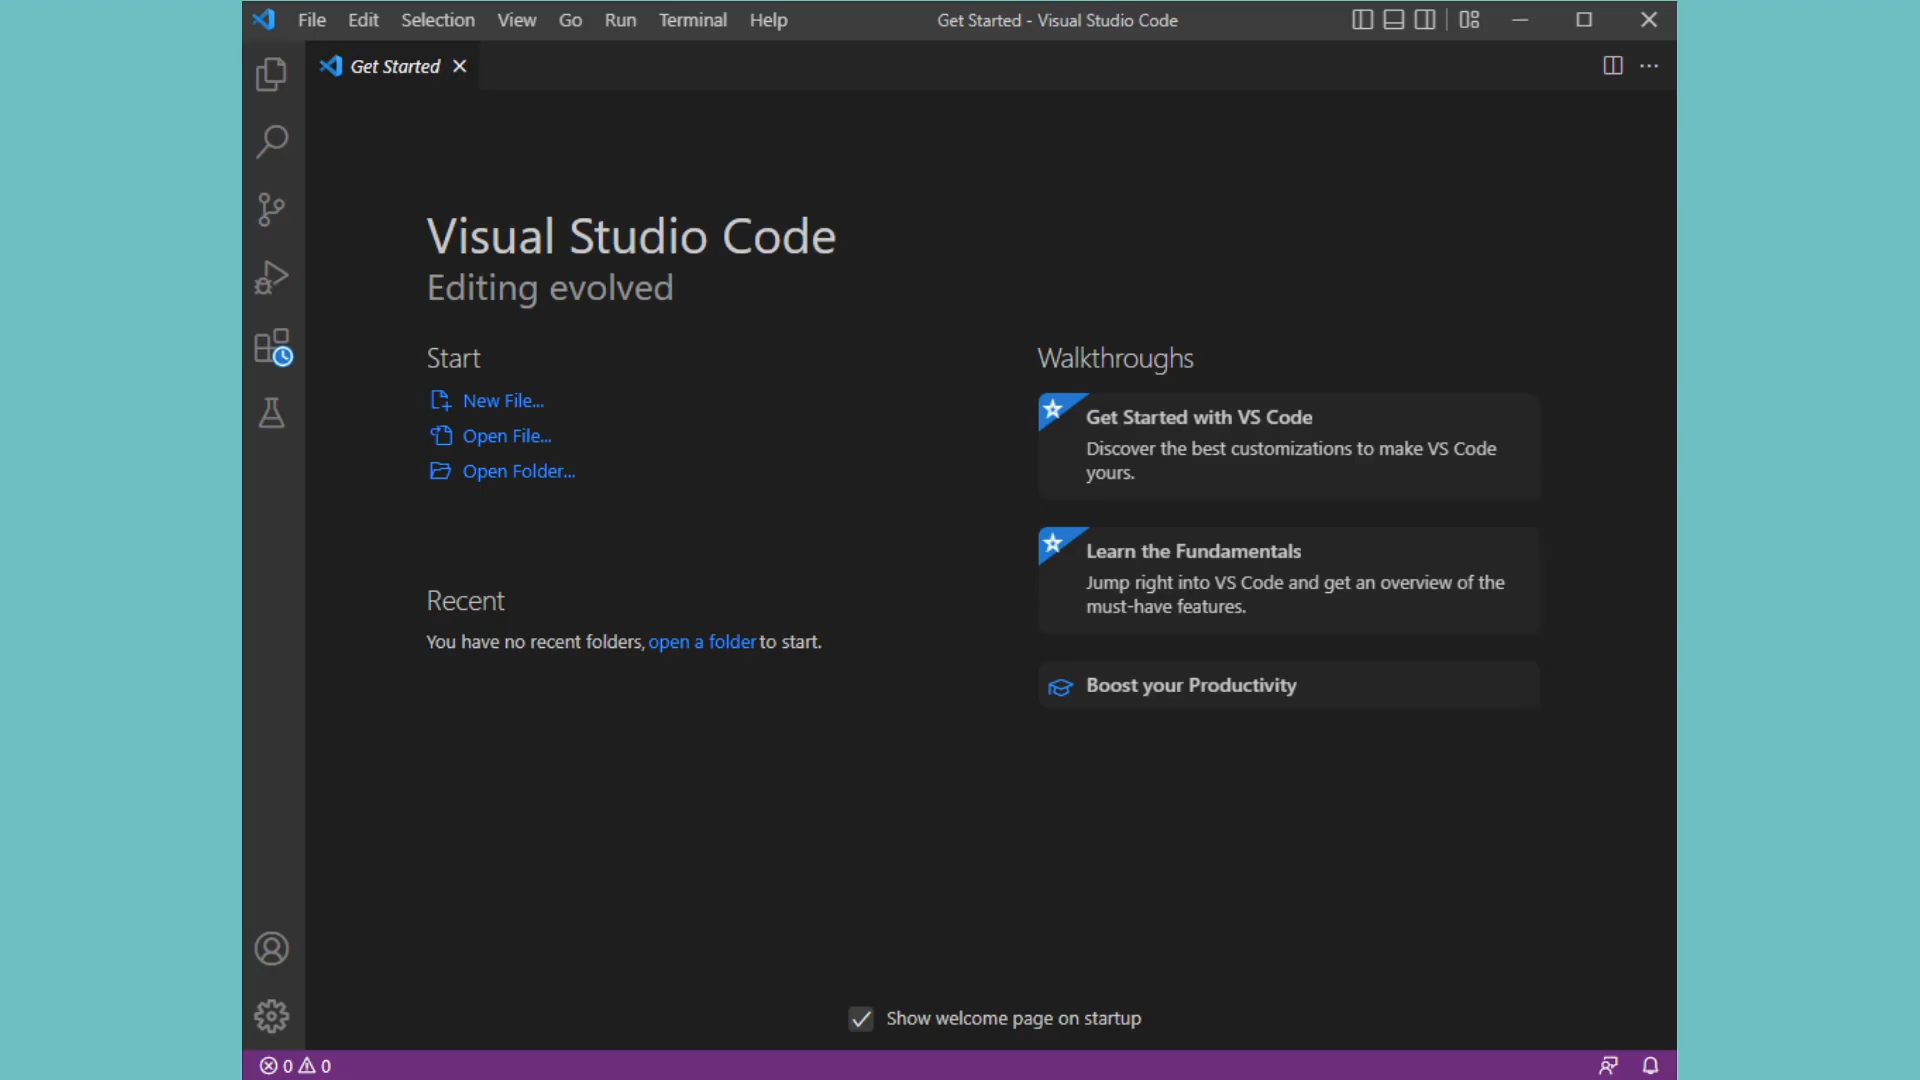 File Edit Selection View Go Run Terminal Help Get Started - Visual Studio Code
Get Started
Visual Studio Code
Editing evolved
Start
New File...
Open File...
Open Folder...
Recent
You have no recent folders, open a folder to start.
Walkthroughs
Get Started with VS Code
Discover the best customizations to make VS Code
yours.
Learn the Fundamentals
Jump right into VS Code and get an overview of the
must-have features.
Boost your Productivity
Show welcome page on startup
0 0